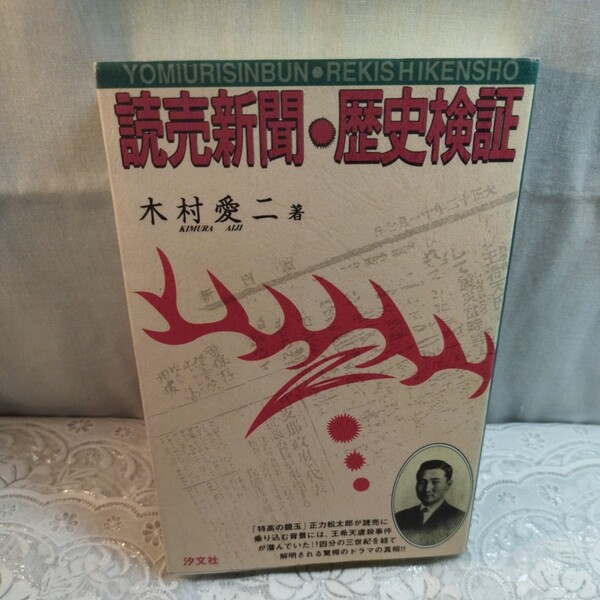 YOMIURISINBUN●REKISHIKENSHO
読売新聞●歴史検証
木村愛二著
KIMURA AIJI
「特高の親玉」正力松太郎が読売に
乗り込む背景には、王希天虐殺事件
が潜んでいた!?四分の三世紀を経て
解明される驚愕のドラマの真相!!
汐文社